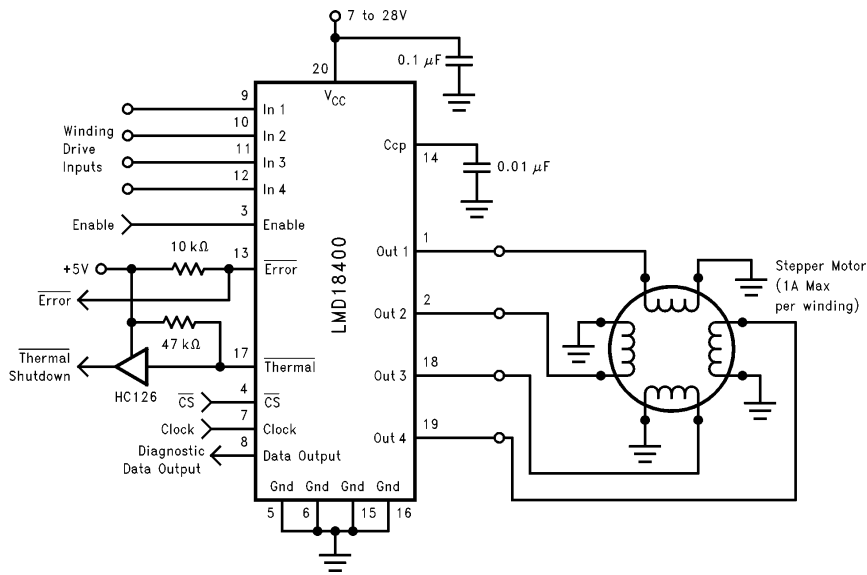 7 to 28V
0.1 μF
20
VCC
9
In 1
10
In 2
11
In 3
12
In 4
Winding
Drive
Inputs
Ccp
14
0.01 μF
3
Enable
Enable
10 kΩ
13
+5V
Error
Error
47 kΩ
17
Thermal
Thermal
Shutdown
HC126
4
CS
CS
7
Clock
Clock
8
Diagnostic
Data Output
Data Output
LMD18400
1
Out 1
2
Out 2
18
Out 3
19
Out 4
Stepper Motor
(1A Max
per winding)
Gnd Gnd Gnd Gnd
5 6 15 16